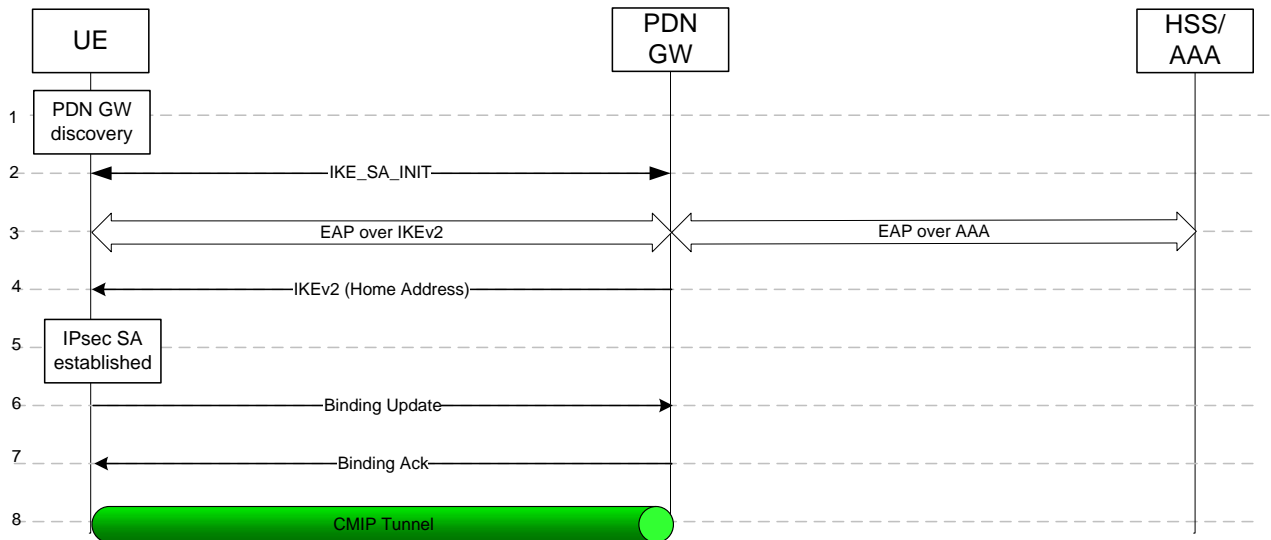 UE
PDN
GW
HSS/
AAA
1
PDN GW
discovery
2
IKE_SA_INIT
3
EAP over IKEv2
EAP over AAA
4
IKEv2 (Home Address)
5
IPsec SA
established
6
Binding Update
7
Binding Ack
8
CMIP Tunnel